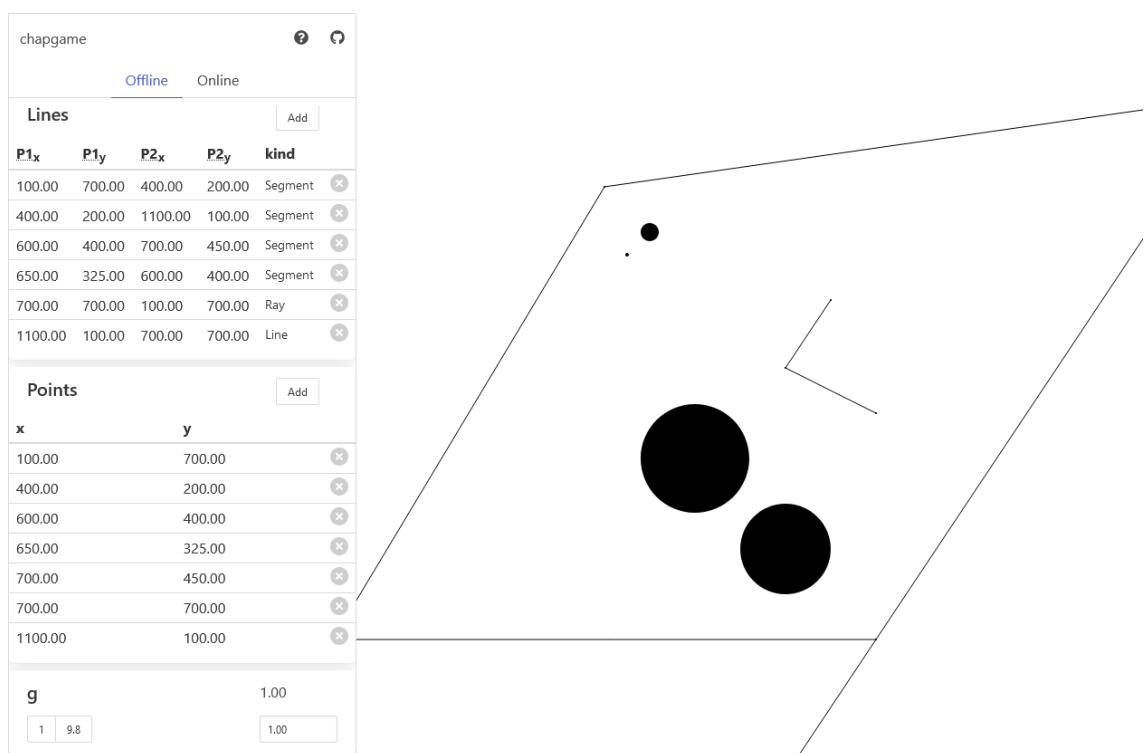 chapgame
Offline Online
Lines Add
P1x P1y P2x P2y kind
100.00 700.00 400.00 200.00 Segment
400.00 200.00 1100.00 100.00 Segment
600.00 400.00 700.00 450.00 Segment
650.00 325.00 600.00 400.00 Segment
700.00 700.00 100.00 700.00 Ray
1100.00 100.00 700.00 700.00 Line
Points Add
x y
100.00 700.00
400.00 200.00
600.00 400.00
650.00 325.00
700.00 450.00
700.00 700.00
1100.00 100.00
g 1.00
1 9.8 1.00